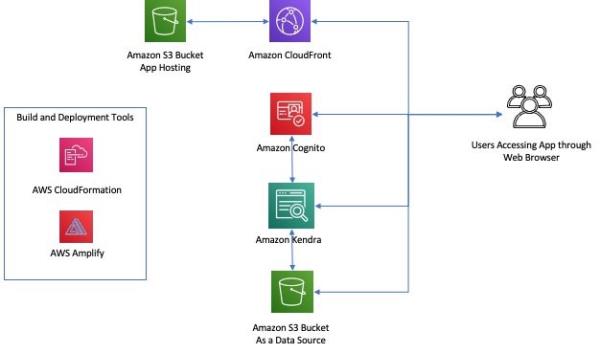 Amazon S3 Bucket
App Hosting
Amazon CloudFront
Build and Deployment Tools
AWS CloudFormation
AWS Amplify
Amazon Cognito
Amazon Kendra
Amazon S3 Bucket
As a Data Source
Users Accessing App through
Web Browser